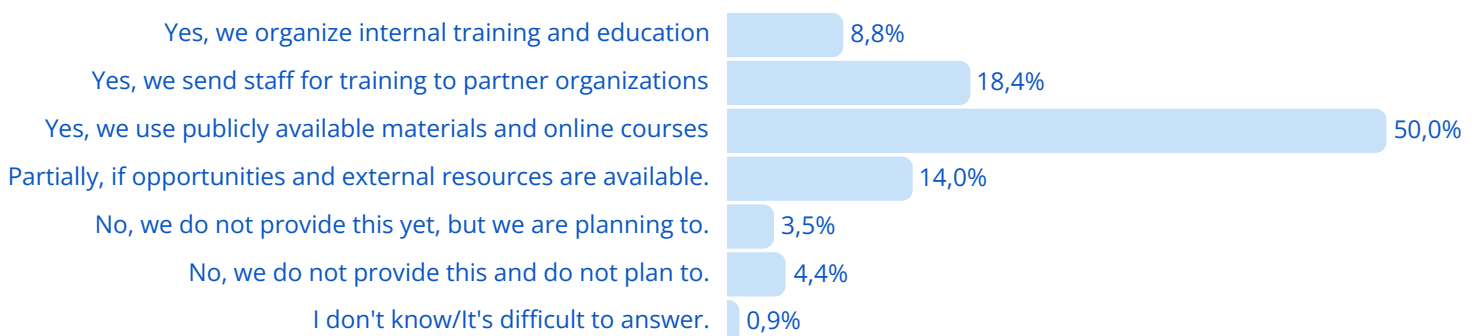 Yes, we organize internal training and education 8,8%
Yes, we send staff for training to partner organizations 18,4%
Yes, we use publicly available materials and online courses 50,0%
Partially, if opportunities and external resources are available. 14,0%
No, we do not provide this yet, but we are planning to. 3,5%
No, we do not provide this and do not plan to. 4,4%
I don't know/It's difficult to answer. 0,9%